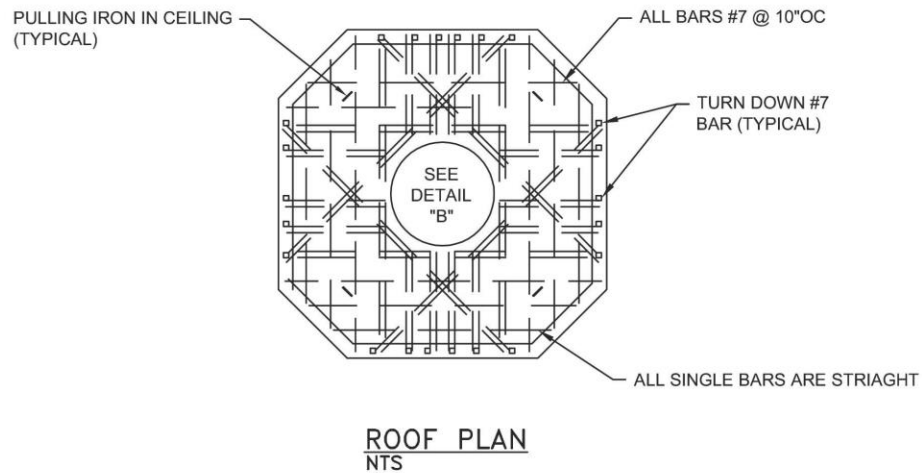 PULLING IRON IN CEILING
(TYPICAL)
ALL BARS #7 @ 10"OC
TURN DOWN #7
BAR (TYPICAL)
SEE
DETAIL
"B"
ALL SINGLE BARS ARE STRIAGHT
ROOF PLAN
NTS